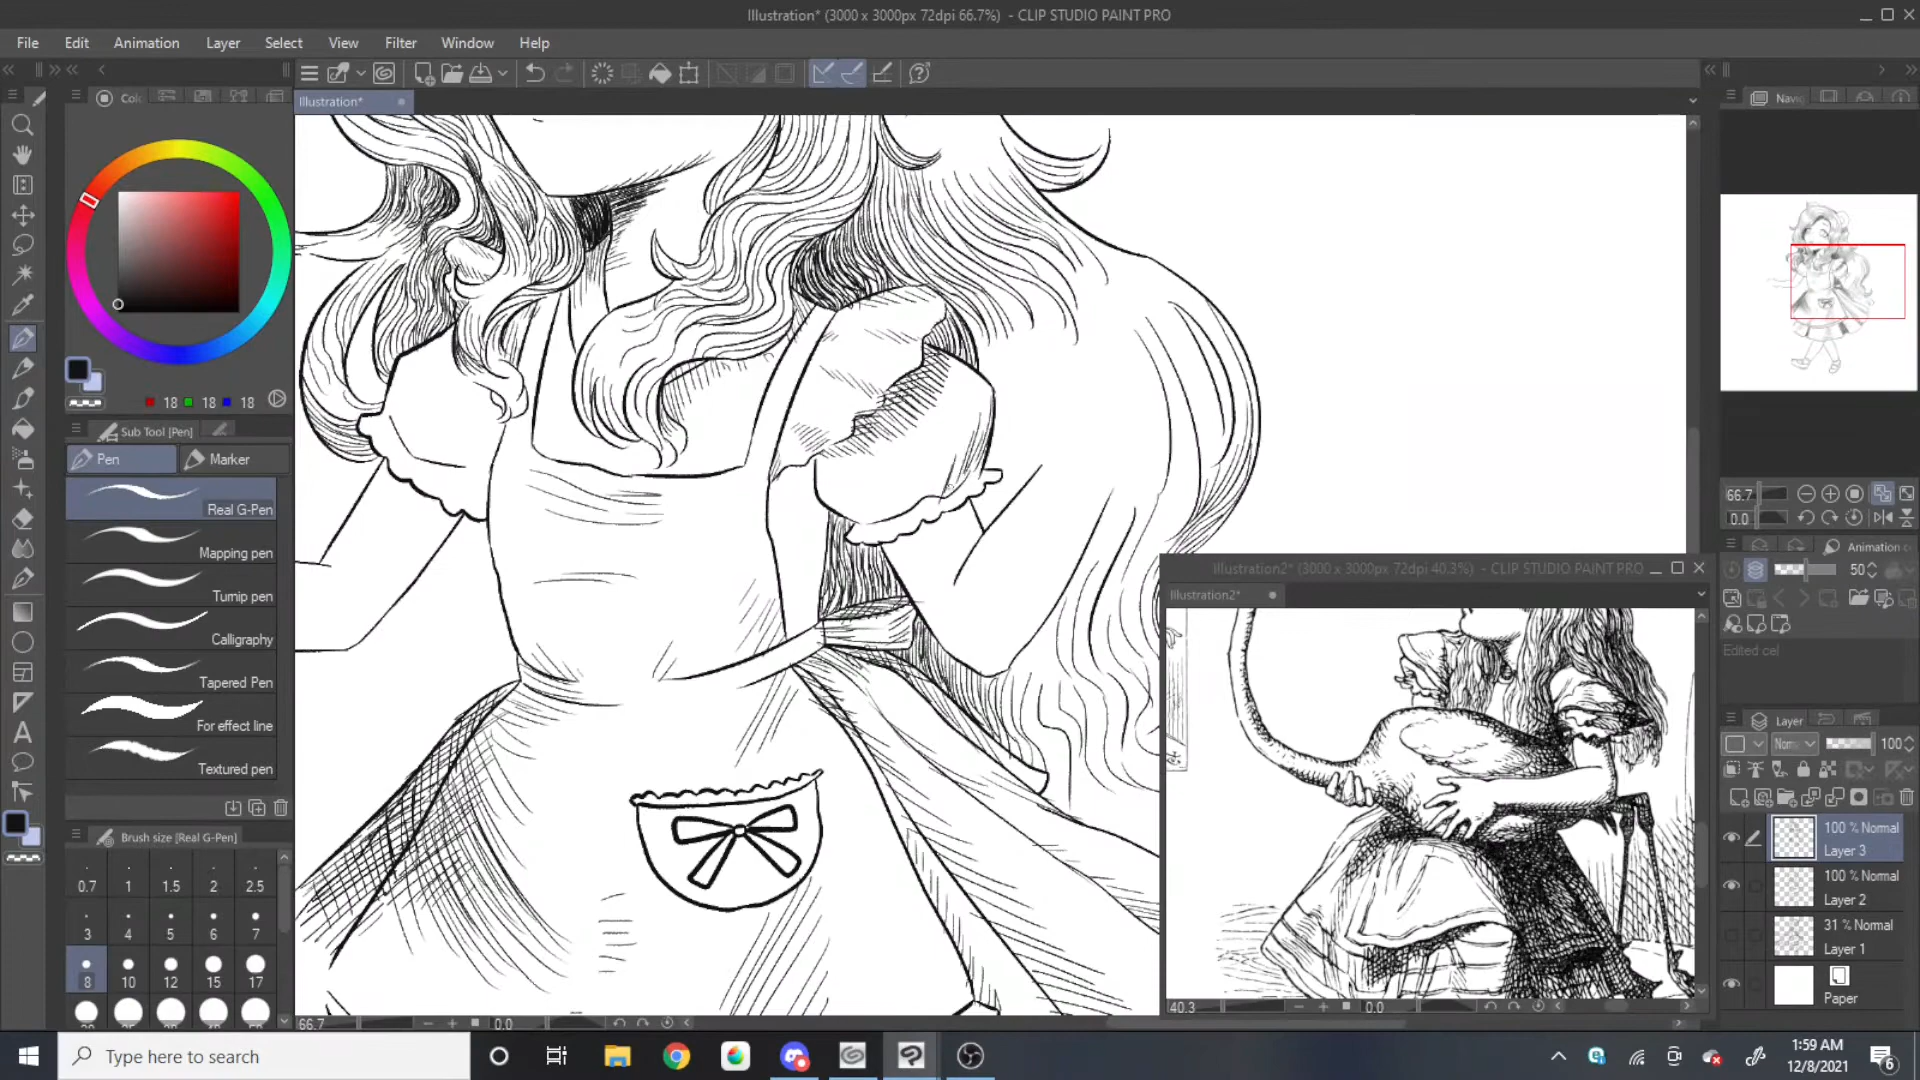 Illustration* (3000 x 3000px 72dpi 66.7%) - CLIP STUDIO PAINT PRO
File Edit Animation Layer Select View Filter Window Help
Illustration*
18 18 18
Sub Tool [Pen]
Pen Marker
Real G-Pen
Mapping pen
Turnip pen
Calligraphy
Tapered Pen
For effect line
Textured pen
Brush size [Real G-Pen]
0.7 1 1.5 2 2.5
3 4 5 6 7
8 10 12 15 17
66.7 0.0
Illustration2* (3000 x 3000px 72dpi 40.3%) - CLIP STUDIO PAINT PRO
Illustration2*
40.3 0.0
66.7
0.0
Animation
50
Edited cel
Layer
100
100 % Normal
Layer 3
100 % Normal
Layer 2
31 % Normal
Layer 1
Paper
Type here to search
1:59 AM
12/8/2021
6